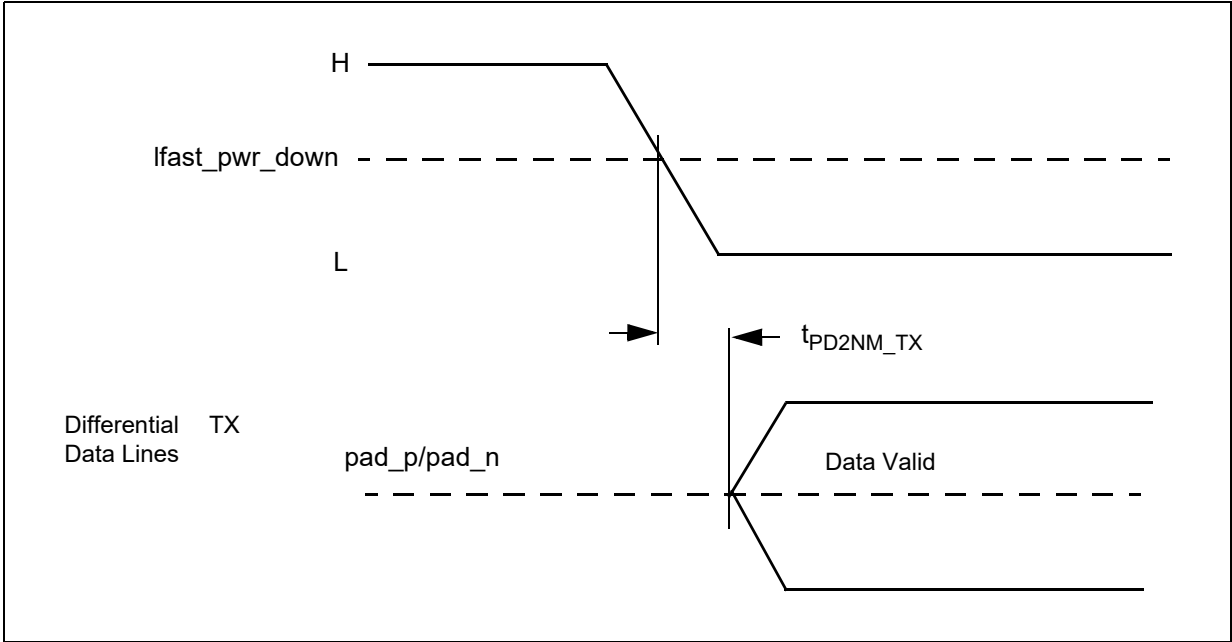 H
lfast_pwr_down
L
tPD2NM_TX
Differential TX
Data Lines
pad_p/pad_n
Data Valid